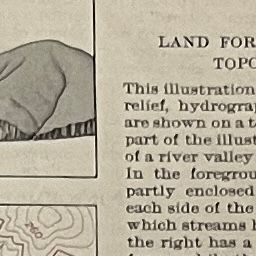 LAND FOR
TOPO
This illustration
relief, hydrograp
are shown on a t
part of the illust
of a river valley
In the foregrou
partly enclosed
each side of the
which streams h
the right has a